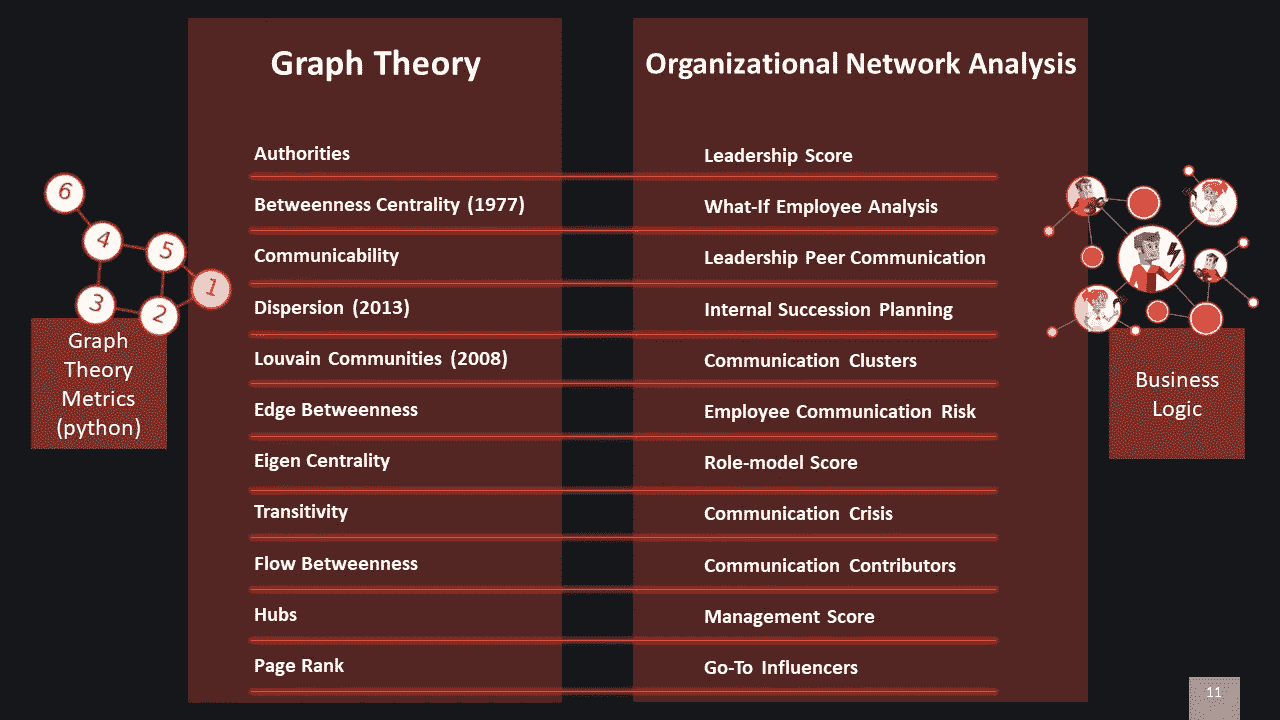 Graph Theory
Organizational Network Analysis
Authorities
Leadership Score
Betweenness Centrality (1977)
What-If Employee Analysis
Communicability
Leadership Peer Communication
Dispersion (2013)
Internal Succession Planning
Louvain Communities (2008)
Communication Clusters
Edge Betweenness
Employee Communication Risk
Eigen Centrality
Role-model Score
Transitivity
Communication Crisis
Flow Betweenness
Communication Contributors
Hubs
Management Score
Page Rank
Go-To Influencers
6
4
5
1
3
2
Graph
Theory
Metrics
(python)
Business
Logic
11